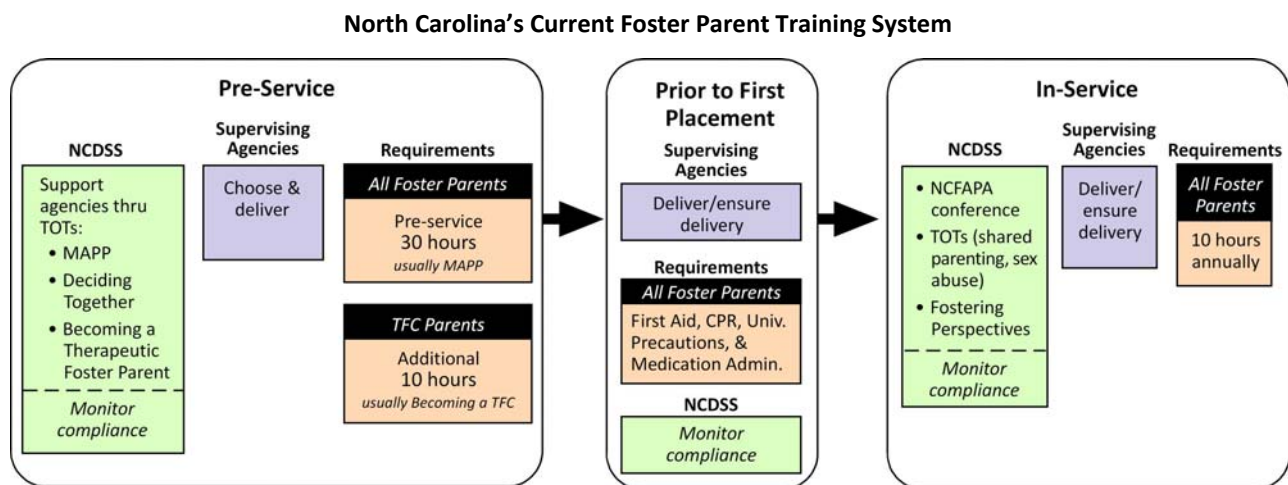 North Carolina’s Current Foster Parent Training System
Pre-Service
NCDSS
Support
agencies thru
TOTs:
• MAPP
• Deciding
Together
• Becoming a
Therapeutic
Foster Parent
Monitor
compliance
Supervising
Agencies
Choose &
deliver
Requirements
All Foster Parents
Pre-service
30 hours
usually MAPP
TFC Parents
Additional
10 hours
usually Becoming a TFC
Prior to First
Placement
Supervising
Agencies
Deliver/ensure
delivery
Requirements
All Foster Parents
First Aid, CPR, Univ.
Precautions, &
Medication Admin.
NCDSS
Monitor
compliance
In-Service
NCDSS
• NCFAPA
conference
• TOTs (shared
parenting, sex
abuse)
• Fostering
Perspectives
Monitor
compliance
Supervising
Agencies
Deliver/
ensure
delivery
Requirements
All Foster
Parents
10 hours
annually